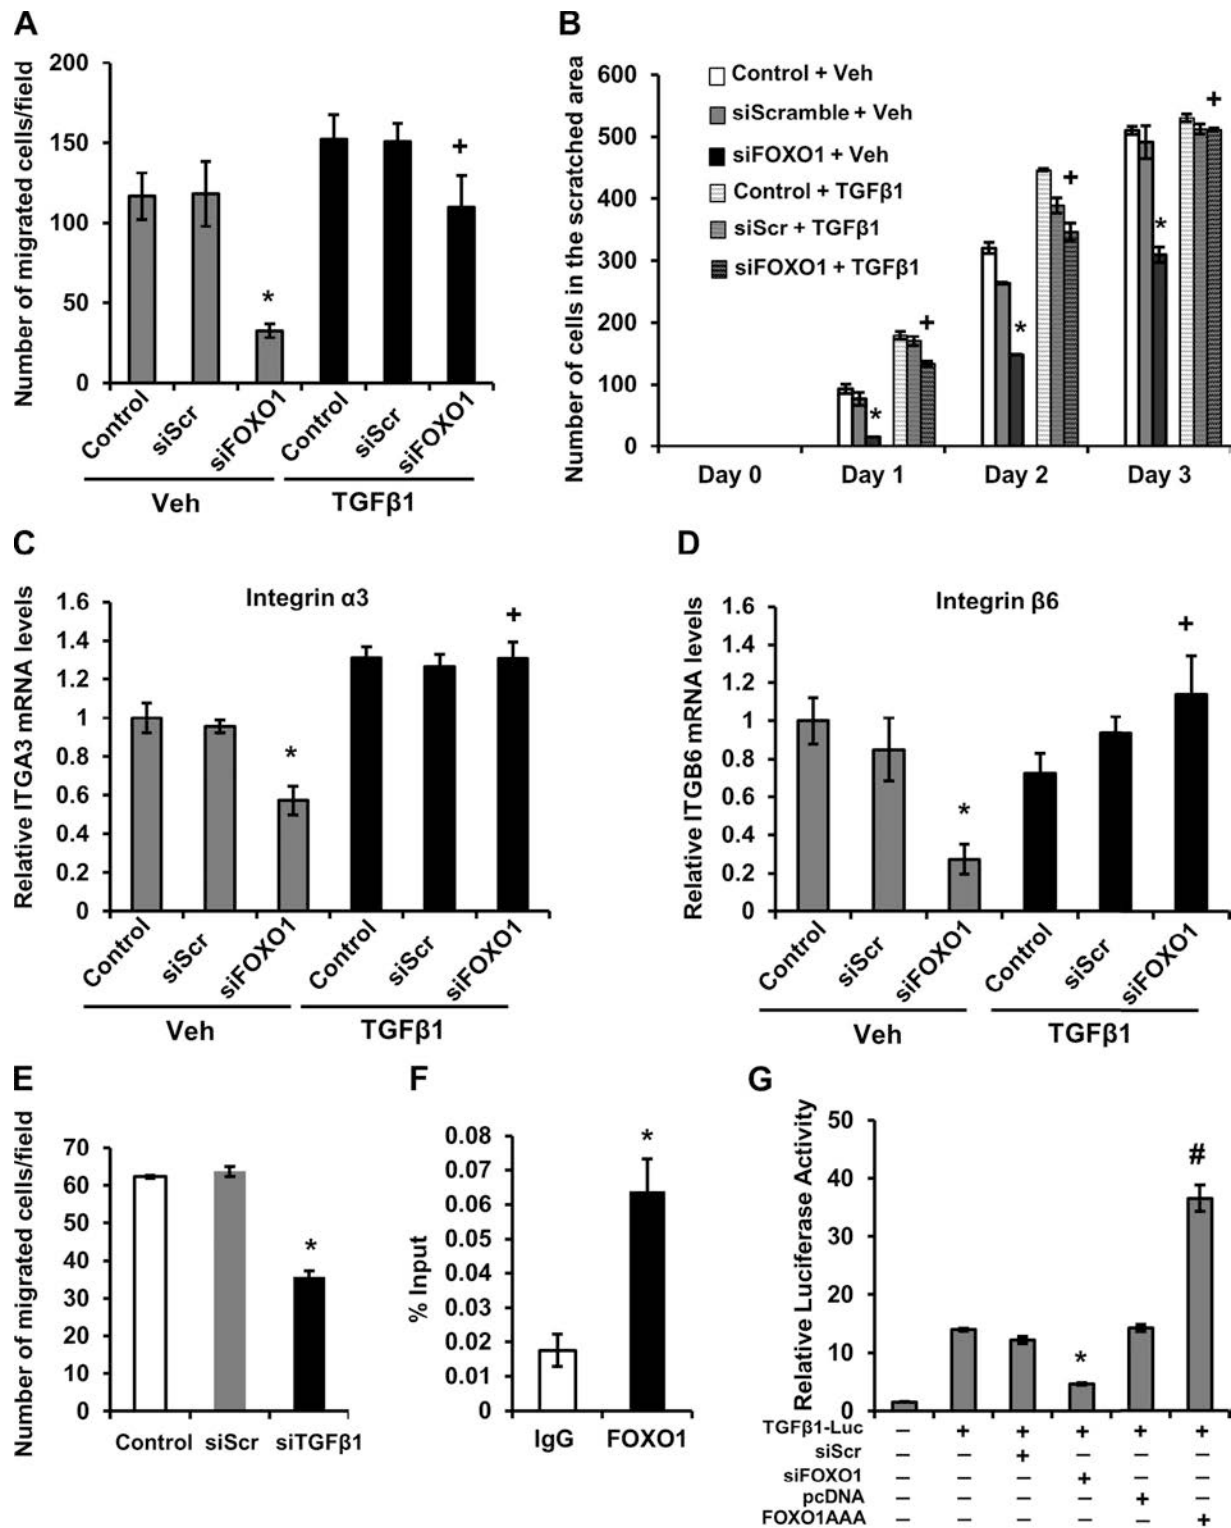 A
Number of migrated cells/field
200
150
100
50
0
*
+
Control
siScr
siFOXO1
Control
siScr
siFOXO1
Veh
TGFβ1
B
Number of cells in the scratched area
600
500
400
300
200
100
0
Control + Veh
siScramble + Veh
siFOXO1 + Veh
Control + TGFβ1
siScr + TGFβ1
siFOXO1 + TGFβ1
*
+
*
+
*
+
Day 0
Day 1
Day 2
Day 3
C
Integrin α3
Relative ITGA3 mRNA levels
1.6
1.4
1.2
1
0.8
0.6
0.4
0.2
0
*
+
Control
siScr
siFOXO1
Control
siScr
siFOXO1
Veh
TGFβ1
D
Integrin β6
Relative ITGB6 mRNA levels
1.6
1.4
1.2
1
0.8
0.6
0.4
0.2
0
*
+
Control
siScr
siFOXO1
Control
siScr
siFOXO1
Veh
TGFβ1
E
Number of migrated cells/field
70
60
50
40
30
20
10
0
*
Control siScr siTGFβ1
F
% Input
0.08
0.07
0.06
0.05
0.04
0.03
0.02
0.01
0
*
IgG FOXO1
G
Relative Luciferase Activity
50
40
30
20
10
0
*
#
TGFβ1-Luc – + + + + +
siScr – – + – – –
siFOXO1 – – – + – –
pcDNA – – – – + –
FOXO1AAA – – – – – +